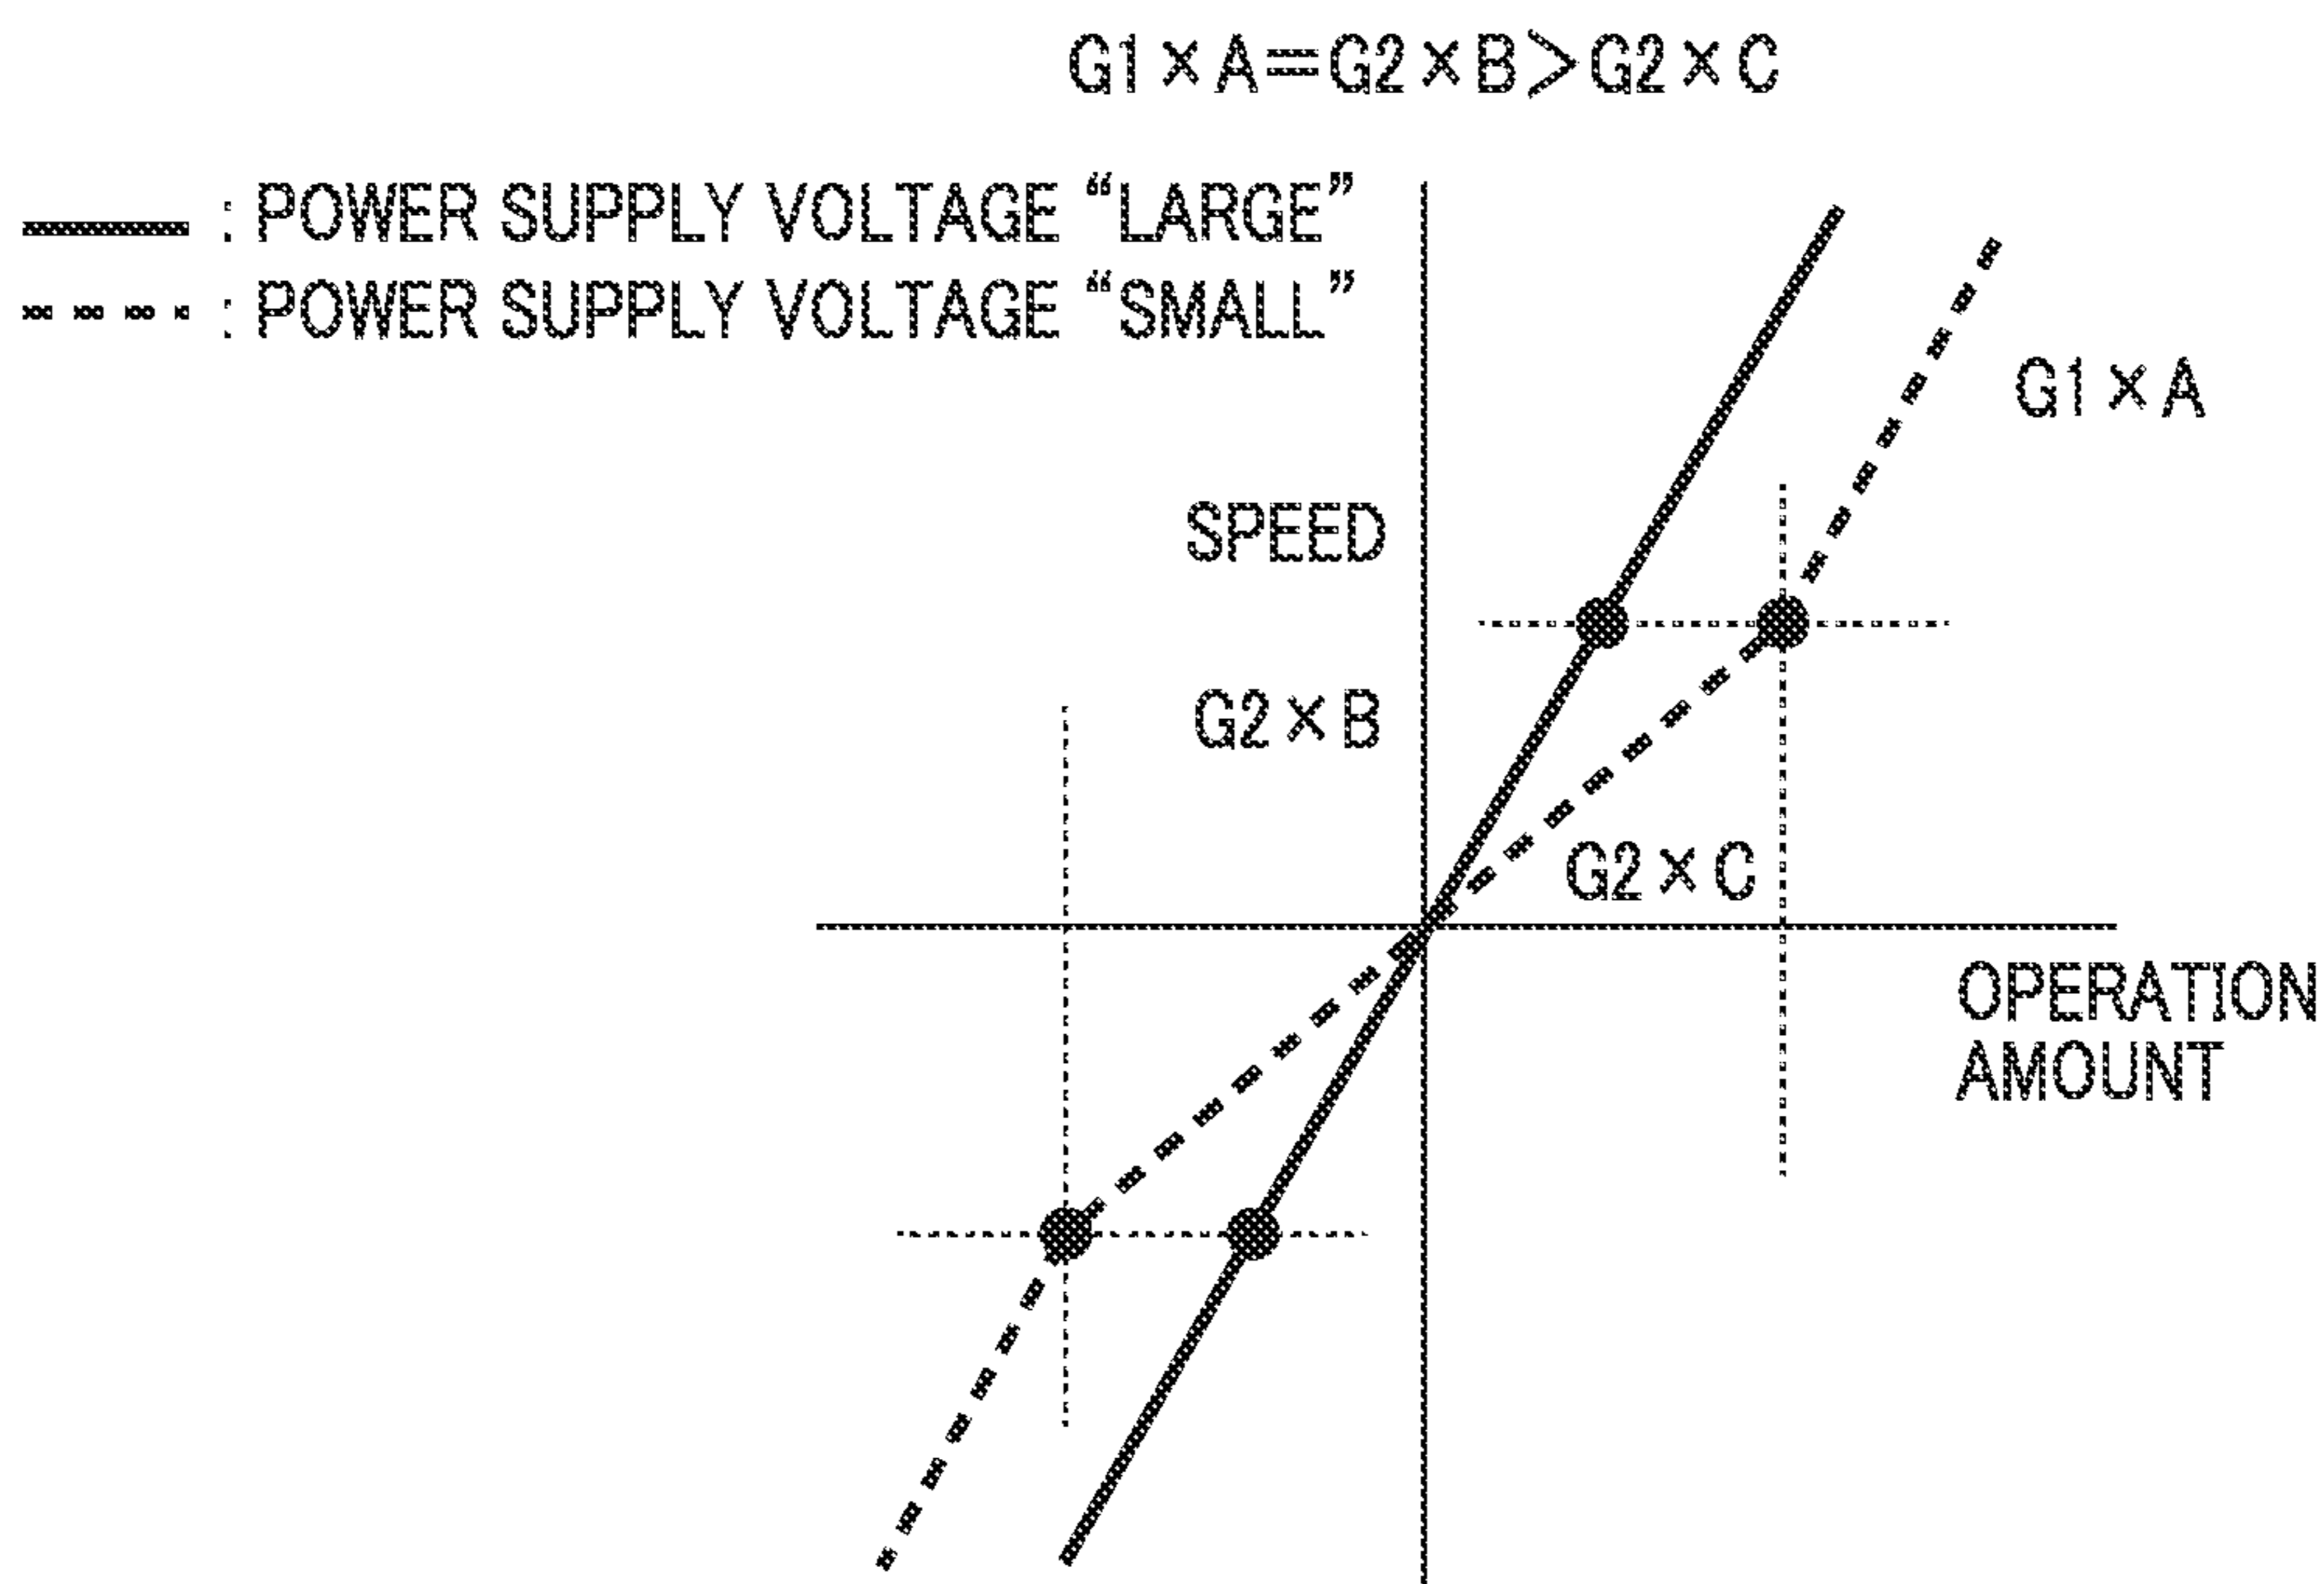 G1×A=G2×B>G2×C
: POWER SUPPLY VOLTAGE “LARGE”
: POWER SUPPLY VOLTAGE “SMALL”
G1×A
SPEED
G2×B
G2×C
OPERATION
AMOUNT